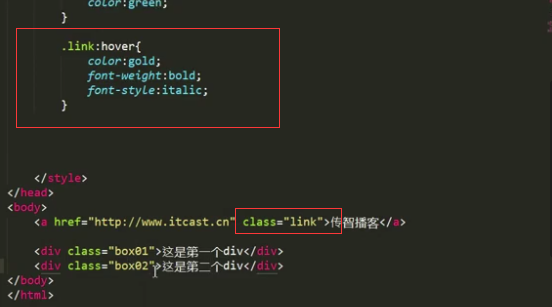 color:green;
}
.link:hover{
color:gold;
font-weight:bold;
font-style:italic;
}
</style>
</head>
<body>
<a href="http://www.itcast.cn" class="link">传智播客</a>
<div class="box01">这是第一个div</div>
<div class="box02">这是第二个div</div>
</body>
</html>